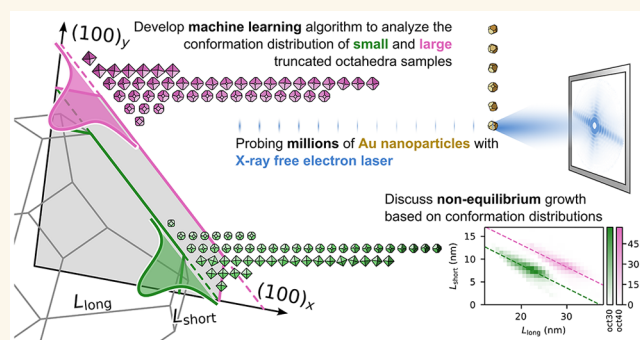 Develop machine learning algorithm to analyze the
conformation distribution of small and large
truncated octahedra samples
(100)y
Probing millions of Au nanoparticles with
X-ray free electron laser
Discuss non-equilibrium growth
based on conformation distributions
(100)x
Llong
Lshort
15
10
5
0
Lshort (nm)
20
30
Llong (nm)
45
30
15
0
oct30
oct40